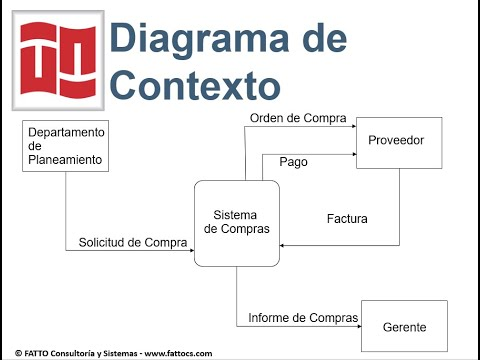 Diagrama de
Contexto
Orden de Compra
Departamento
de
Planeamiento
Proveedor
Pago
Sistema
de Compras
Factura
Solicitud de Compra
Informe de Compras
Gerente
© FATTO Consultoría y Sistemas - www.fattocs.com